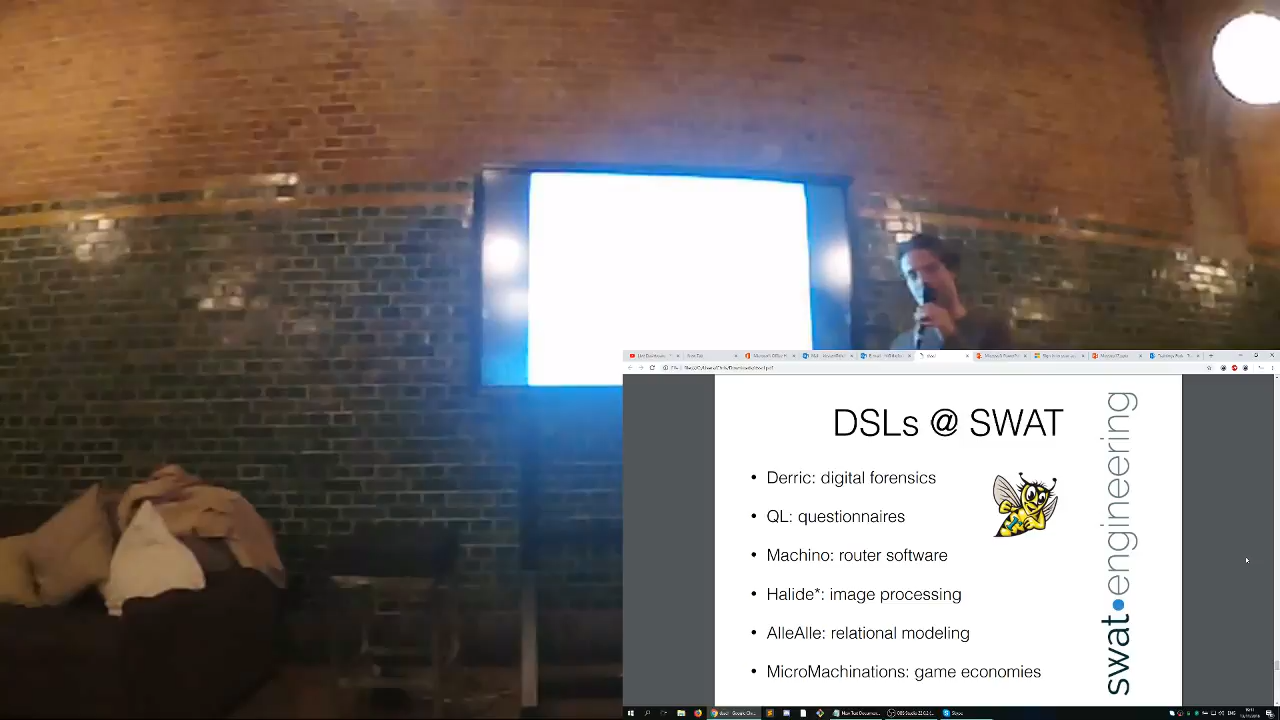 DSLs @ SWAT
• Derric: digital forensics
• QL: questionnaires
• Machino: router software
• Halide*: image processing
• AlleAlle: relational modeling
• MicroMachinations: game economies
swat•engineering